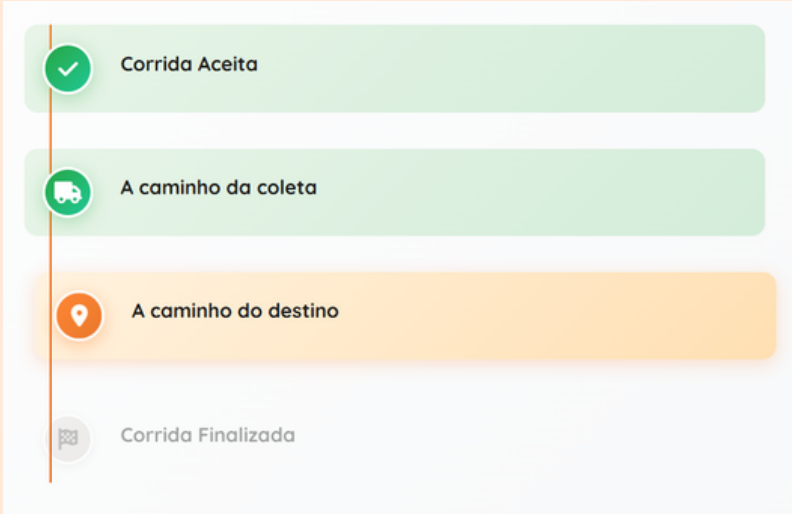 Corrida Aceita
A caminho da coleta
A caminho do destino
Corrida Finalizada